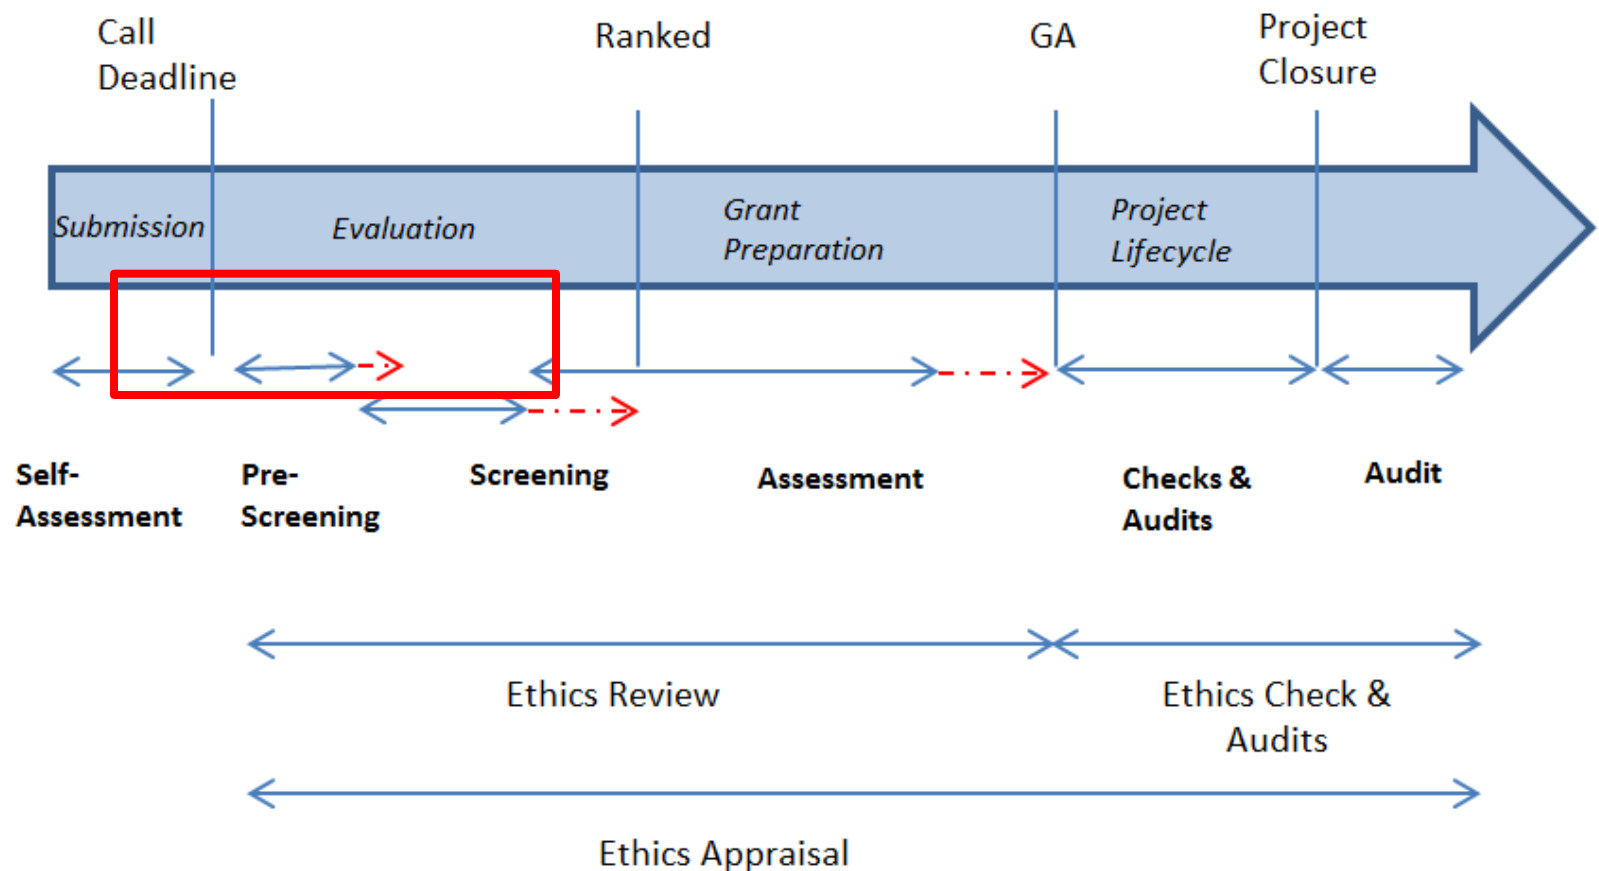 Call
Deadline
Ranked
GA
Project
Closure
Submission
Evaluation
Grant
Preparation
Project
Lifecycle
Self-
Assessment
Pre-
Screening
Screening
Assessment
Checks &
Audits
Audit
Ethics Review
Ethics Check &
Audits
Ethics Appraisal